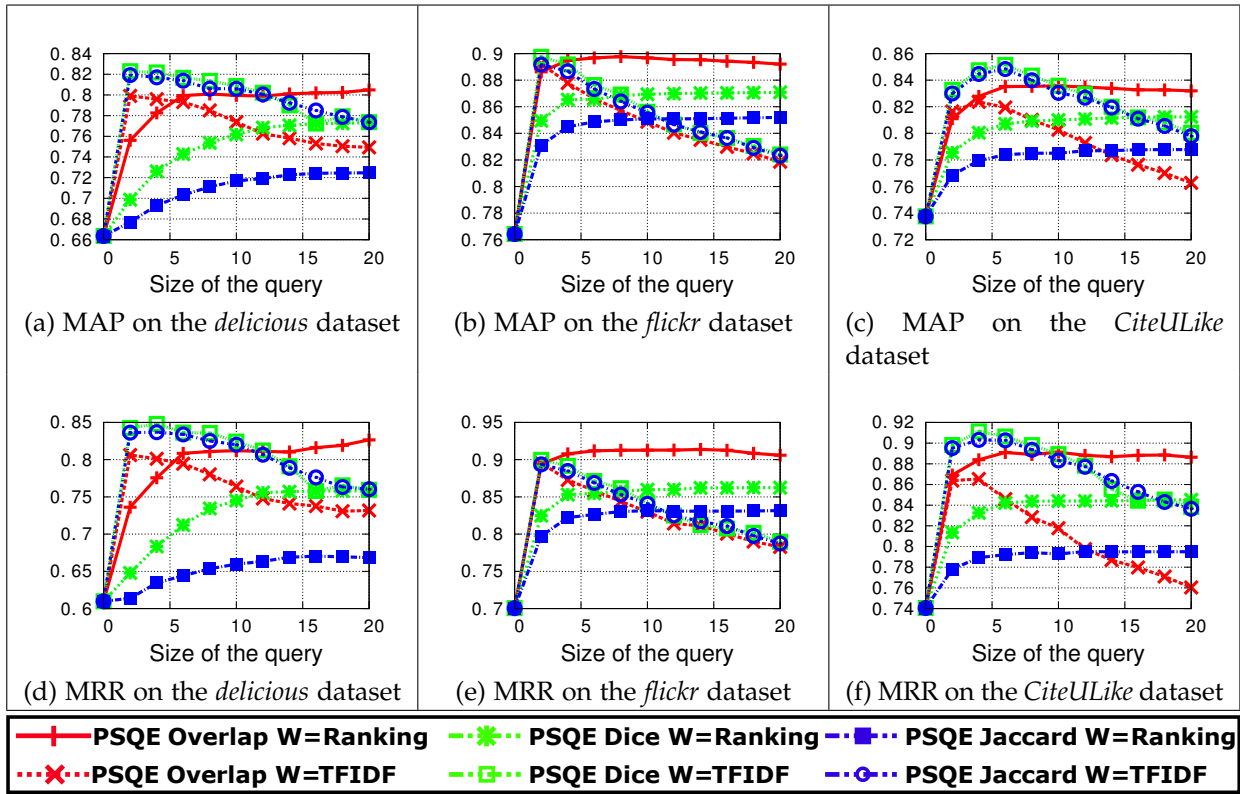 0. 84
0. 82
0. 8
0. 78
0. 76
0. 74
0. 72
0. 7
0. 68
0. 66
0 5 10 15 20
Size of the query
(a) MAP on the delicious dataset
0. 9
0. 88
0. 86
0. 84
0. 82
0. 8
0. 78
0. 76
0 5 10 15 20
Size of the query
(b) MAP on the flickr dataset
0. 86
0. 84
0. 82
0. 8
0. 78
0. 76
0. 74
0. 72
0 5 10 15 20
Size of the query
(c) MAP on the CiteULike
dataset
0. 85
0. 8
0. 75
0. 7
0. 65
0. 6
0 5 10 15 20
Size of the query
(d) MRR on the delicious dataset
0. 95
0. 9
0. 85
0. 8
0. 75
0. 7
0 5 10 15 20
Size of the query
(e) MRR on the flickr dataset
0. 92
0. 9
0. 88
0. 86
0. 84
0. 82
0. 8
0. 78
0. 76
0. 74
0 5 10 15 20
Size of the query
(f) MRR on the CiteULike dataset
PSQE Overlap W=Ranking PSQE Dice W=Ranking PSQE Jaccard W=Ranking
PSQE Overlap W=TFIDF PSQE Dice W=TFIDF PSQE Jaccard W=TFIDF